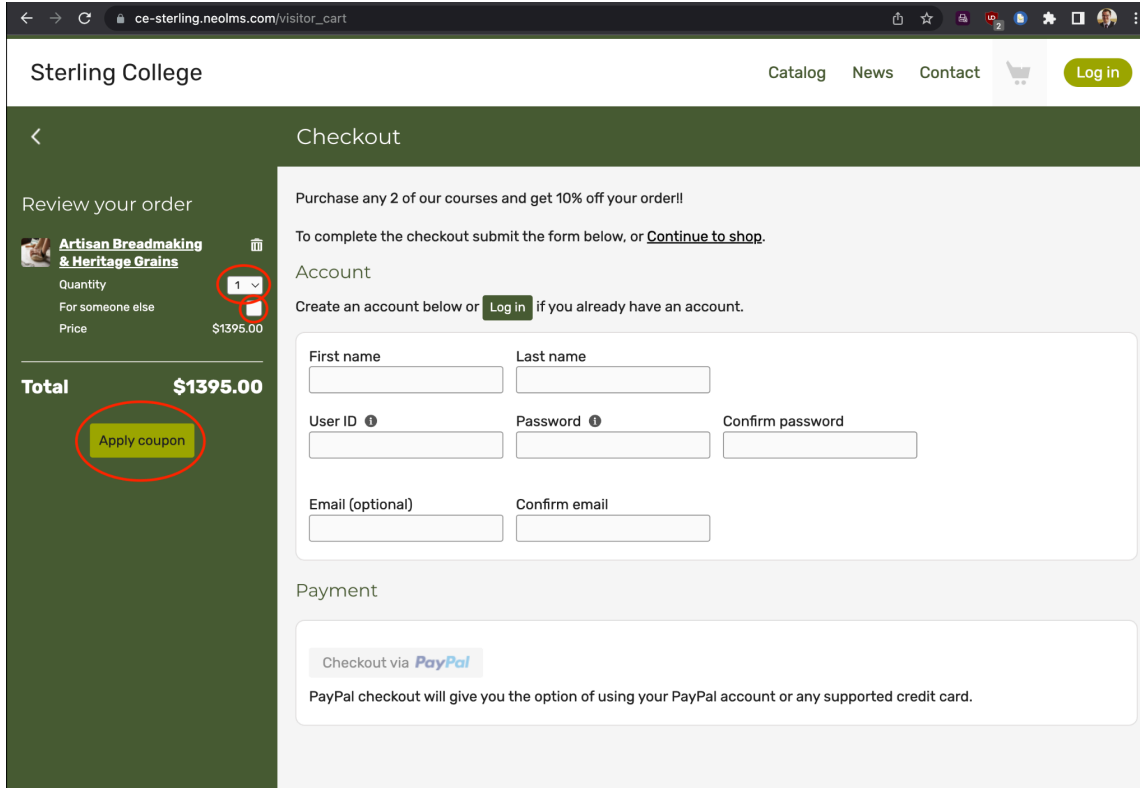 ce-sterling.neolms.com/visitor_cart
2
Sterling College
Catalog News Contact Log in
Checkout
Review your order
Artisan Breadmaking
& Heritage Grains
Quantity 1
For someone else
Price $1395.00
Total $1395.00
Apply coupon
Purchase any 2 of our courses and get 10% off your order!!
To complete the checkout submit the form below, or Continue to shop.
Account
Create an account below or Log in if you already have an account.
First name Last name
User ID Password Confirm password
Email (optional) Confirm email
Payment
Checkout via PayPal
PayPal checkout will give you the option of using your PayPal account or any supported credit card.